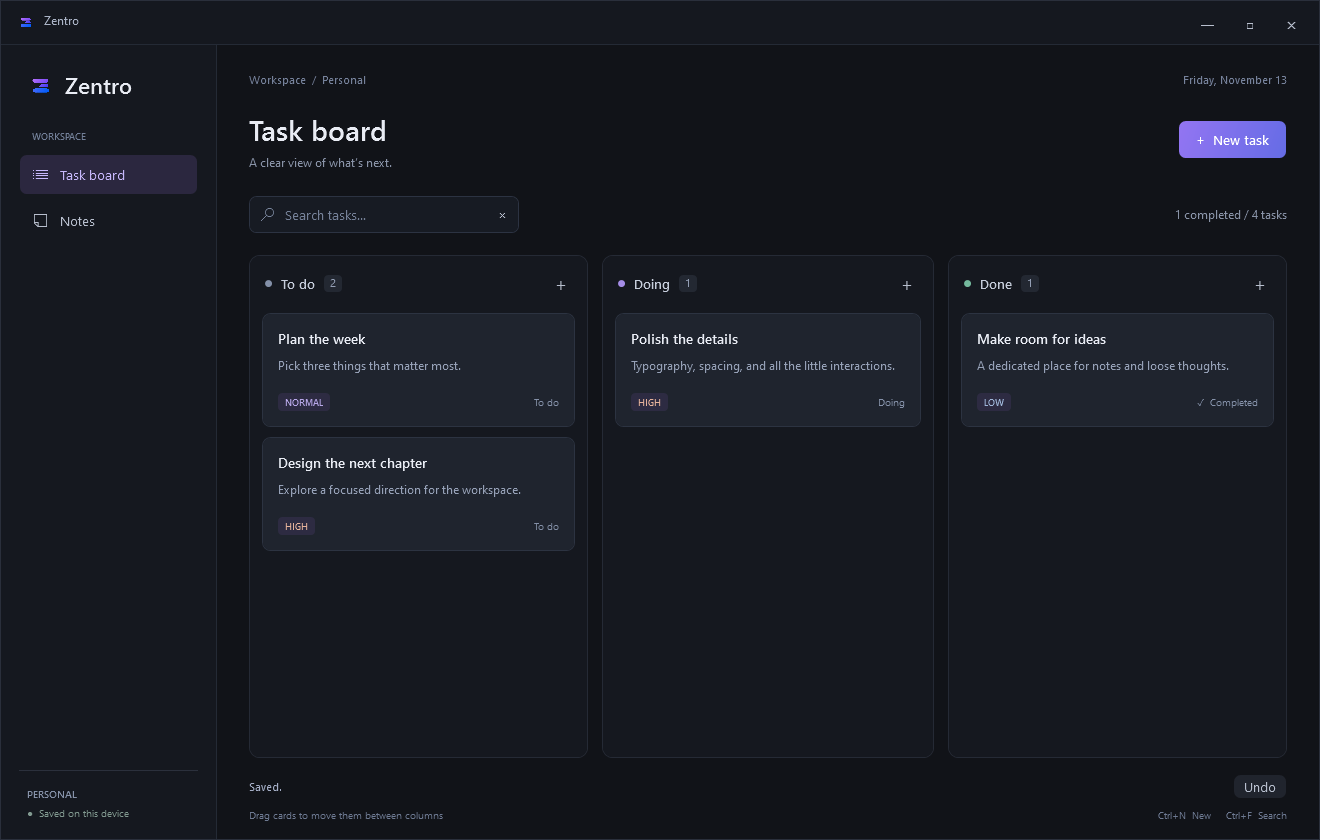 Zentro
Zentro
WORKSPACE
Task board
Notes
PERSONAL
Saved on this device
Workspace / Personal
Friday, November 13
Task board
A clear view of what's next.
+ New task
Search tasks...
1 completed / 4 tasks
To do 2 +
Plan the week
Pick three things that matter most.
NORMAL To do
Design the next chapter
Explore a focused direction for the workspace.
HIGH To do
Doing 1 +
Polish the details
Typography, spacing, and all the little interactions.
HIGH Doing
Done 1 +
Make room for ideas
A dedicated place for notes and loose thoughts.
LOW ✓ Completed
Saved.
Undo
Drag cards to move them between columns
Ctrl+N New Ctrl+F Search